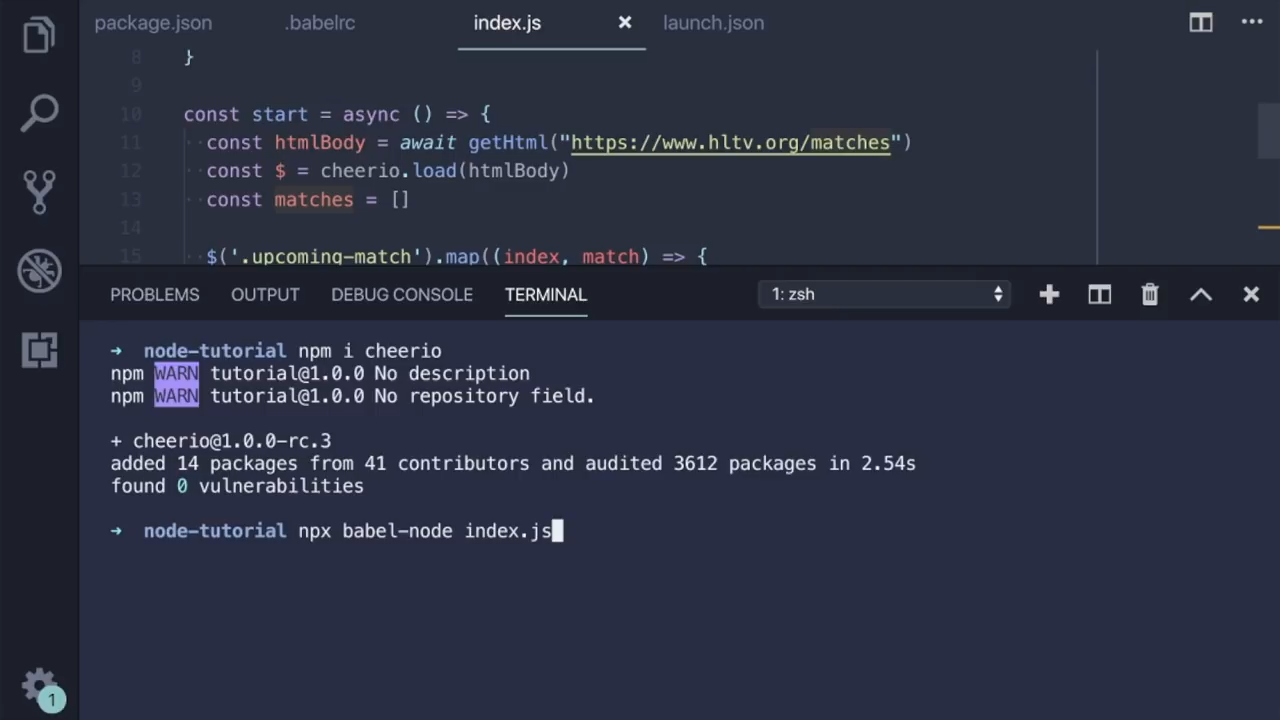 package.json .babelrc index.js launch.json
8 }
9
10 const start = async () => {
11 const htmlBody = await getHtml("https://www.hltv.org/matches")
12 const $ = cheerio.load(htmlBody)
13 const matches = []
14
15 $('.upcoming-match').map((index, match) => {
PROBLEMS OUTPUT DEBUG CONSOLE TERMINAL 1: zsh
➜ node-tutorial npm i cheerio
npm WARN tutorial@1.0.0 No description
npm WARN tutorial@1.0.0 No repository field.
+ cheerio@1.0.0-rc.3
added 14 packages from 41 contributors and audited 3612 packages in 2.54s
found 0 vulnerabilities
➜ node-tutorial npx babel-node index.js
1